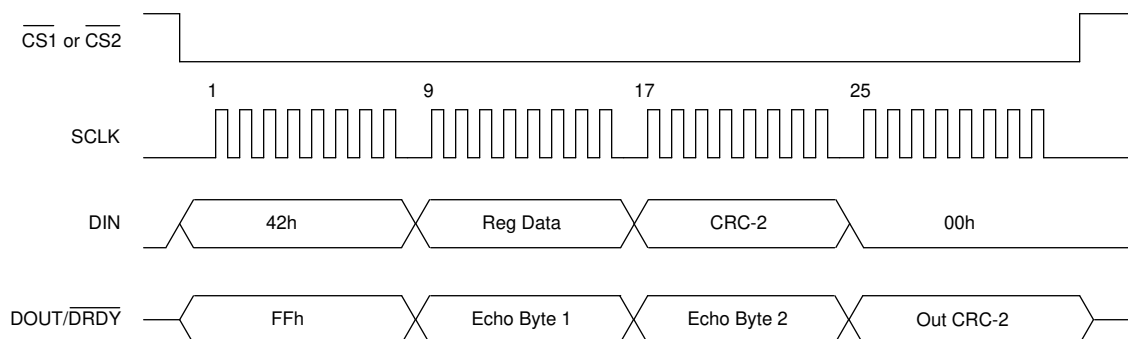 CS1 or CS2
1 9 17 25
SCLK
DIN 42h Reg Data CRC-2 00h
DOUT/DRDY FFh Echo Byte 1 Echo Byte 2 Out CRC-2